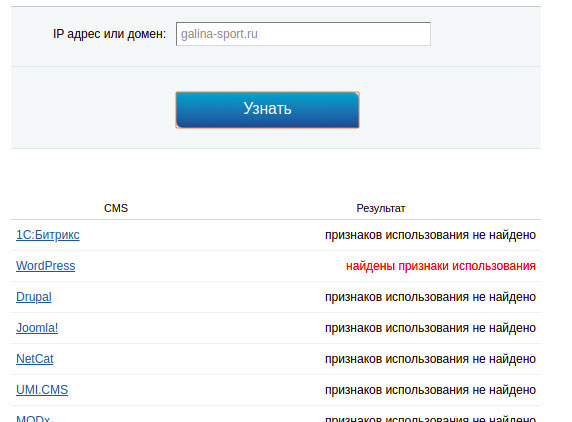 IP адрес или домен: galina-sport.ru
Узнать
CMS Результат
1С:Битрикс признаков использования не найдено
WordPress найдены признаки использования
Drupal признаков использования не найдено
Joomla! признаков использования не найдено
NetCat признаков использования не найдено
UMI.CMS признаков использования не найдено
MODx признаков использования не найдено